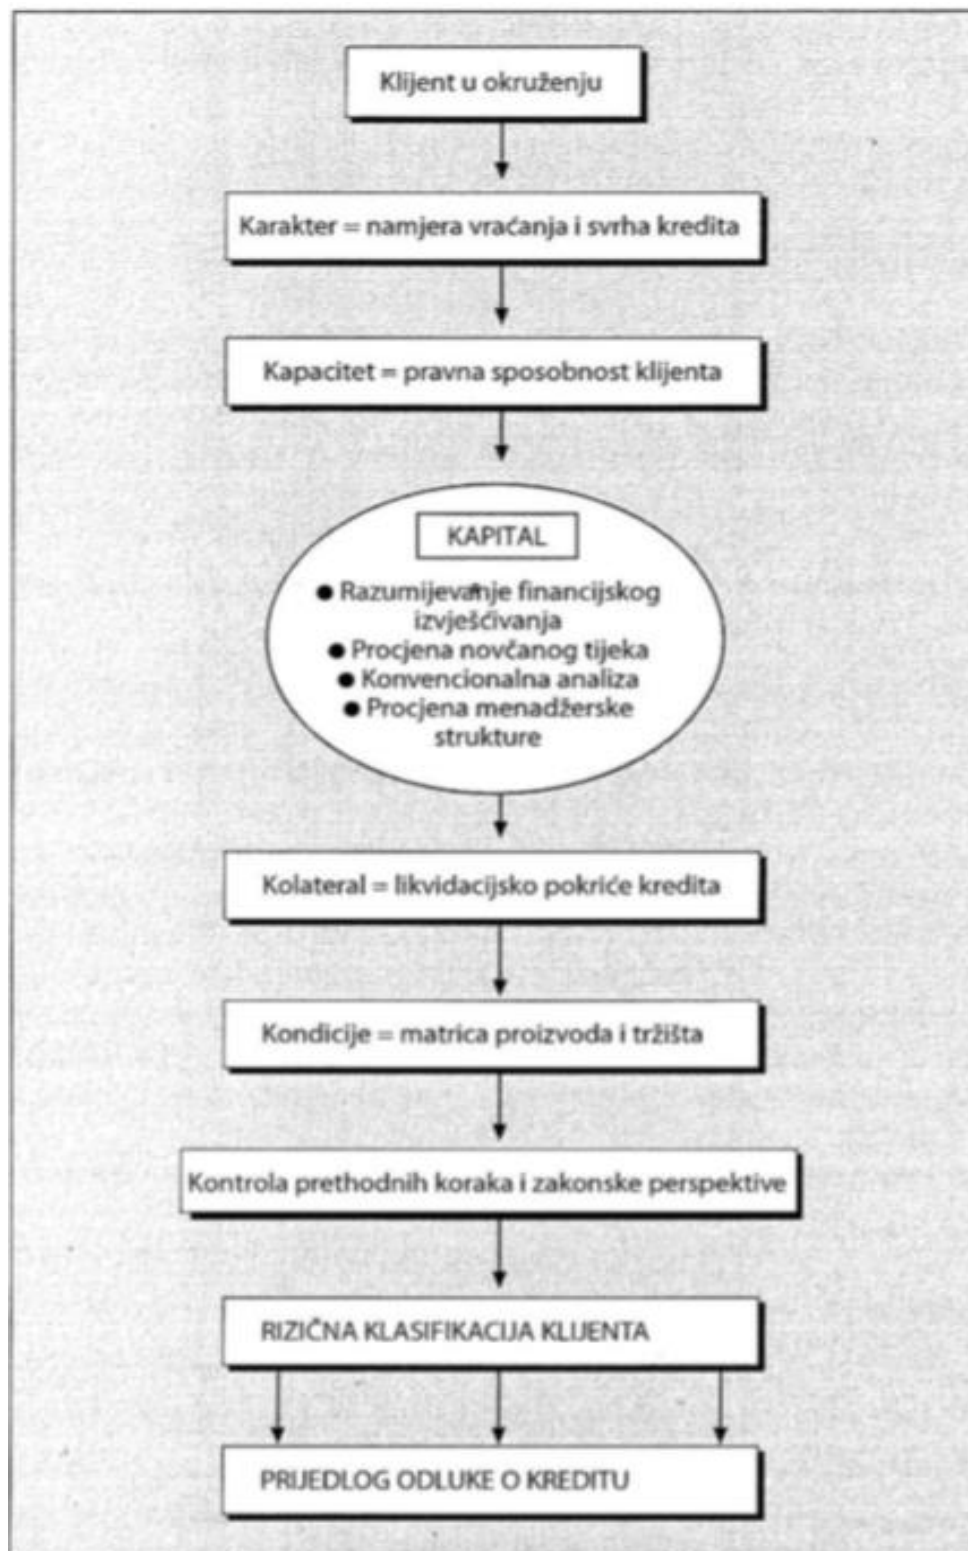 Klijent u okruženju
Karakter = namjera vraćanja i svrha kredita
Kapacitet = pravna sposobnost klijenta
KAPITAL
● Razumijevanje financijskog
izvješćivanja
● Procjena novčanog tijeka
● Konvencionalna analiza
● Procjena menadžerske
strukture
Kolateral = likvidacijsko pokriće kredita
Kondicije = matrica proizvoda i tržišta
Kontrola prethodnih koraka i zakonske perspektive
RIZIČNA KLASIFIKACIJA KLIJENTA
PRIJEDLOG ODLUKE O KREDITU